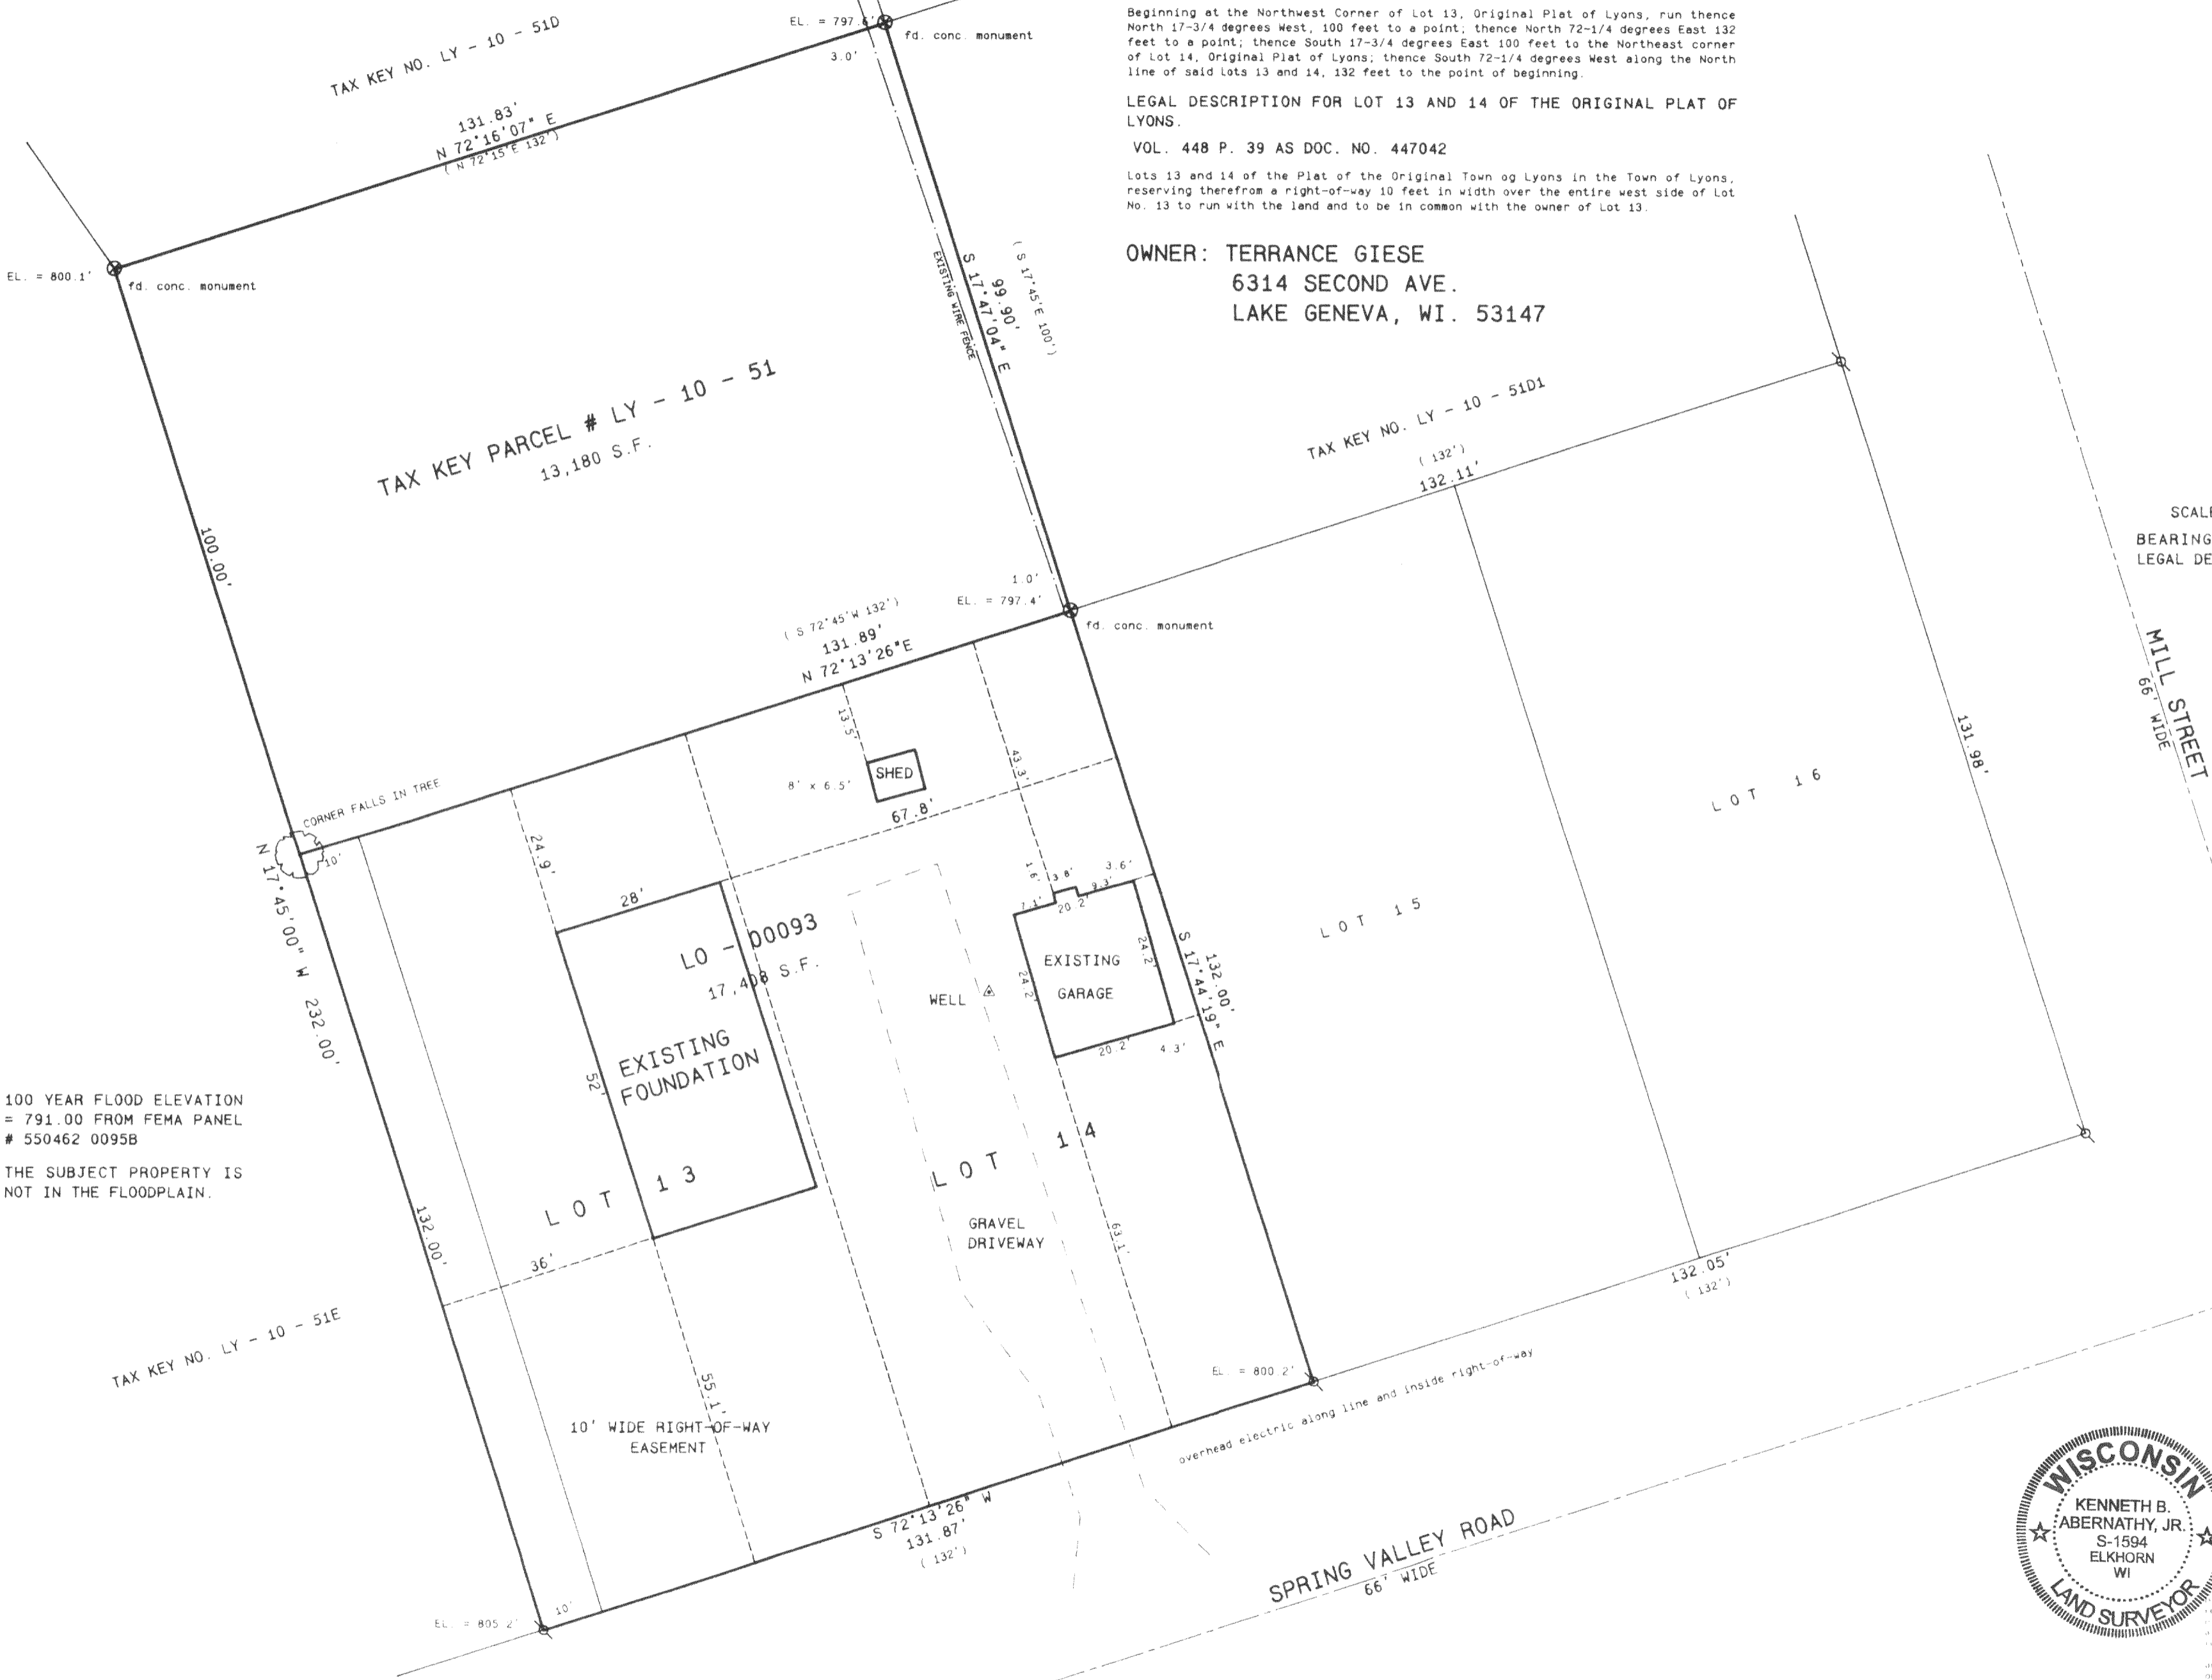 Beginning at the Northwest Corner of Lot 13, Original Plat of Lyons, run thence
North 17-3/4 degrees West, 100 feet to a point; thence North 72-1/4 degrees East 132
feet to a point; thence South 17-3/4 degrees East 100 feet to the Northeast corner
of Lot 14, Original Plat of Lyons; thence South 72-1/4 degrees West along the North
line of said Lots 13 and 14, 132 feet to the point of beginning.
LEGAL DESCRIPTION FOR LOT 13 AND 14 OF THE ORIGINAL PLAT OF
LYONS.
VOL. 448 P. 39 AS DOC. NO. 447042
Lots 13 and 14 of the Plat of the Original Town og Lyons in the Town of Lyons,
reserving therefrom a right-of-way 10 feet in width over the entire west side of Lot
No. 13 to run with the land and to be in common with the owner of Lot 13.
OWNER: TERRANCE GIESE
6314 SECOND AVE.
LAKE GENEVA, WI. 53147
TAX KEY NO. LY - 10 - 51D
EL. = 797.6'
fd. conc. monument
3.0'
131.83'
N 72°16'07" E
( N 72°15'E 132')
EL. = 800.1'
fd. conc. monument
EXISTING WIRE FENCE
S 17°47'04" E
99.90'
( S 17°45'E 100')
TAX KEY PARCEL # LY - 10 - 51
13,180 S.F.
100.00'
TAX KEY NO. LY - 10 - 51D1
( 132')
132.11'
SCALE
BEARING
LEGAL DE
1.0'
EL. = 797.4'
fd. conc. monument
( S 72°45'W 132')
131.89'
N 72°13'26"E
MILL STREET
66' WIDE
131.98'
13.5'
43.3'
SHED
8' x 6.5'
67.8'
LOT 16
CORNER FALLS IN TREE
10'
24.9'
28'
1.6'
3.8'
3.6'
7.1'
20.2'
9.3'
LOT 15
N 17°45'00" W 232.00'
LO - 00093
17,408 S.F.
EXISTING
GARAGE
24.2'
24.2'
WELL
S 17°44'19" E
132.00'
20.2'
4.3'
EXISTING
FOUNDATION
52'
100 YEAR FLOOD ELEVATION
= 791.00 FROM FEMA PANEL
# 550462 0095B
THE SUBJECT PROPERTY IS
NOT IN THE FLOODPLAIN.
LOT 13
LOT 14
GRAVEL
DRIVEWAY
63.1'
132.00'
36'
132.05'
( 132')
TAX KEY NO. LY - 10 - 51E
55.1'
10' WIDE RIGHT-OF-WAY
EASEMENT
EL. = 800.2'
overhead electric along line and inside right-of-way
S 72°13'26" W
131.87'
( 132')
SPRING VALLEY ROAD
66' WIDE
EL. = 805.2'
10'
WISCONSIN
KENNETH B.
ABERNATHY, JR.
S-1594
ELKHORN
WI
LAND SURVEYOR